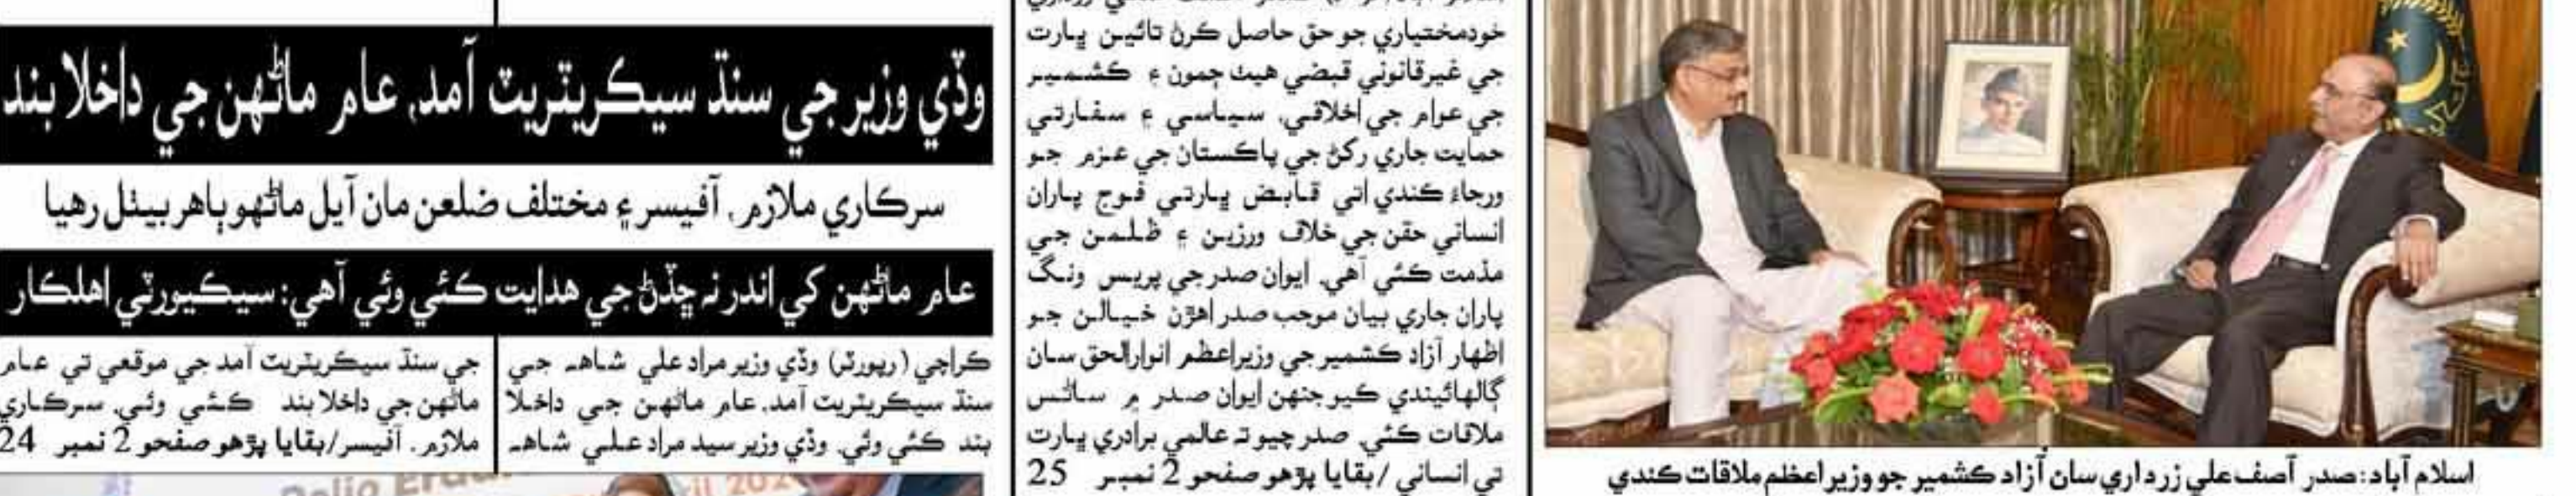 وڏي وزير جي سنڌ سيڪريٽريٽ آمد، عام ماڻهن جي داخلا بند
سرڪاري ملازم، آفيسر ۽ مختلف ضلعن مان آيل ماڻهو ٻاهر بيٺل رهيا
عام ماڻهن کي اندر نه ڇڏڻ جي هدايت ڪئي وئي آهي: سيڪيورٽي اهلڪار
ڪراچي (رپورٽر) وڏي وزير مراد علي شاهه جي
سنڌ سيڪريٽريٽ آمد، عام ماڻهن جي داخلا
بند ڪئي وئي. وڏي وزير سيد مراد علي شاهه
جي سنڌ سيڪريٽريٽ آمد جي موقعي تي عام
ماڻهن جي داخلا بند ڪئي وئي. سرڪاري
ملازم، آفيسر/بقايا پڙهو صفحو 2 نمبر 24
خودمختياري جو حق حاصل ڪرڻ تائين ڀارت
جي غيرقانوني قبضي هيٺ ڄمون ۽ ڪشمير
جي عوام جي اخلاقي، سياسي ۽ سفارتي
حمايت جاري رکڻ جي پاڪستان جي عزم جو
ورجاءُ ڪندي اتي قابض ڀارتي فوج پاران
انساني حقن جي خلاف ورزين ۽ ظلمن جي
مذمت ڪئي آهي. ايوان صدر جي پريس ونگ
پاران جاري بيان موجب صدر اهڙن خيالن جو
اظهار آزاد ڪشمير جي وزيراعظم انوارالحق سان
ڳالهائيندي ڪيو جنهن ايوان صدر ۾ ساڻس
ملاقات ڪئي. صدر چيو ته عالمي برادري ڀارت
تي انساني /بقايا پڙهو صفحو 2 نمبر 25
اسلام آباد: صدر آصف علي زرداري سان آزاد ڪشمير جو وزير اعظم ملاقات ڪندي